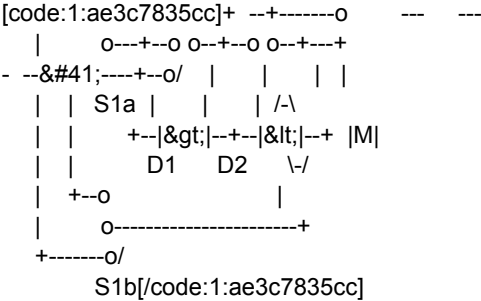 [code:1:ae3c7835cc]+ --+-------o --- ---
| o---+--o o--+--o o--+---+
- --&#41;----+--o/ | | | |
| | S1a | | | /-\
| | +--|&gt;|--+--|&lt;|--+ |M|
| | D1 D2 \-/
| +--o |
| o-----------------------+
+-------o/
S1b[/code:1:ae3c7835cc]